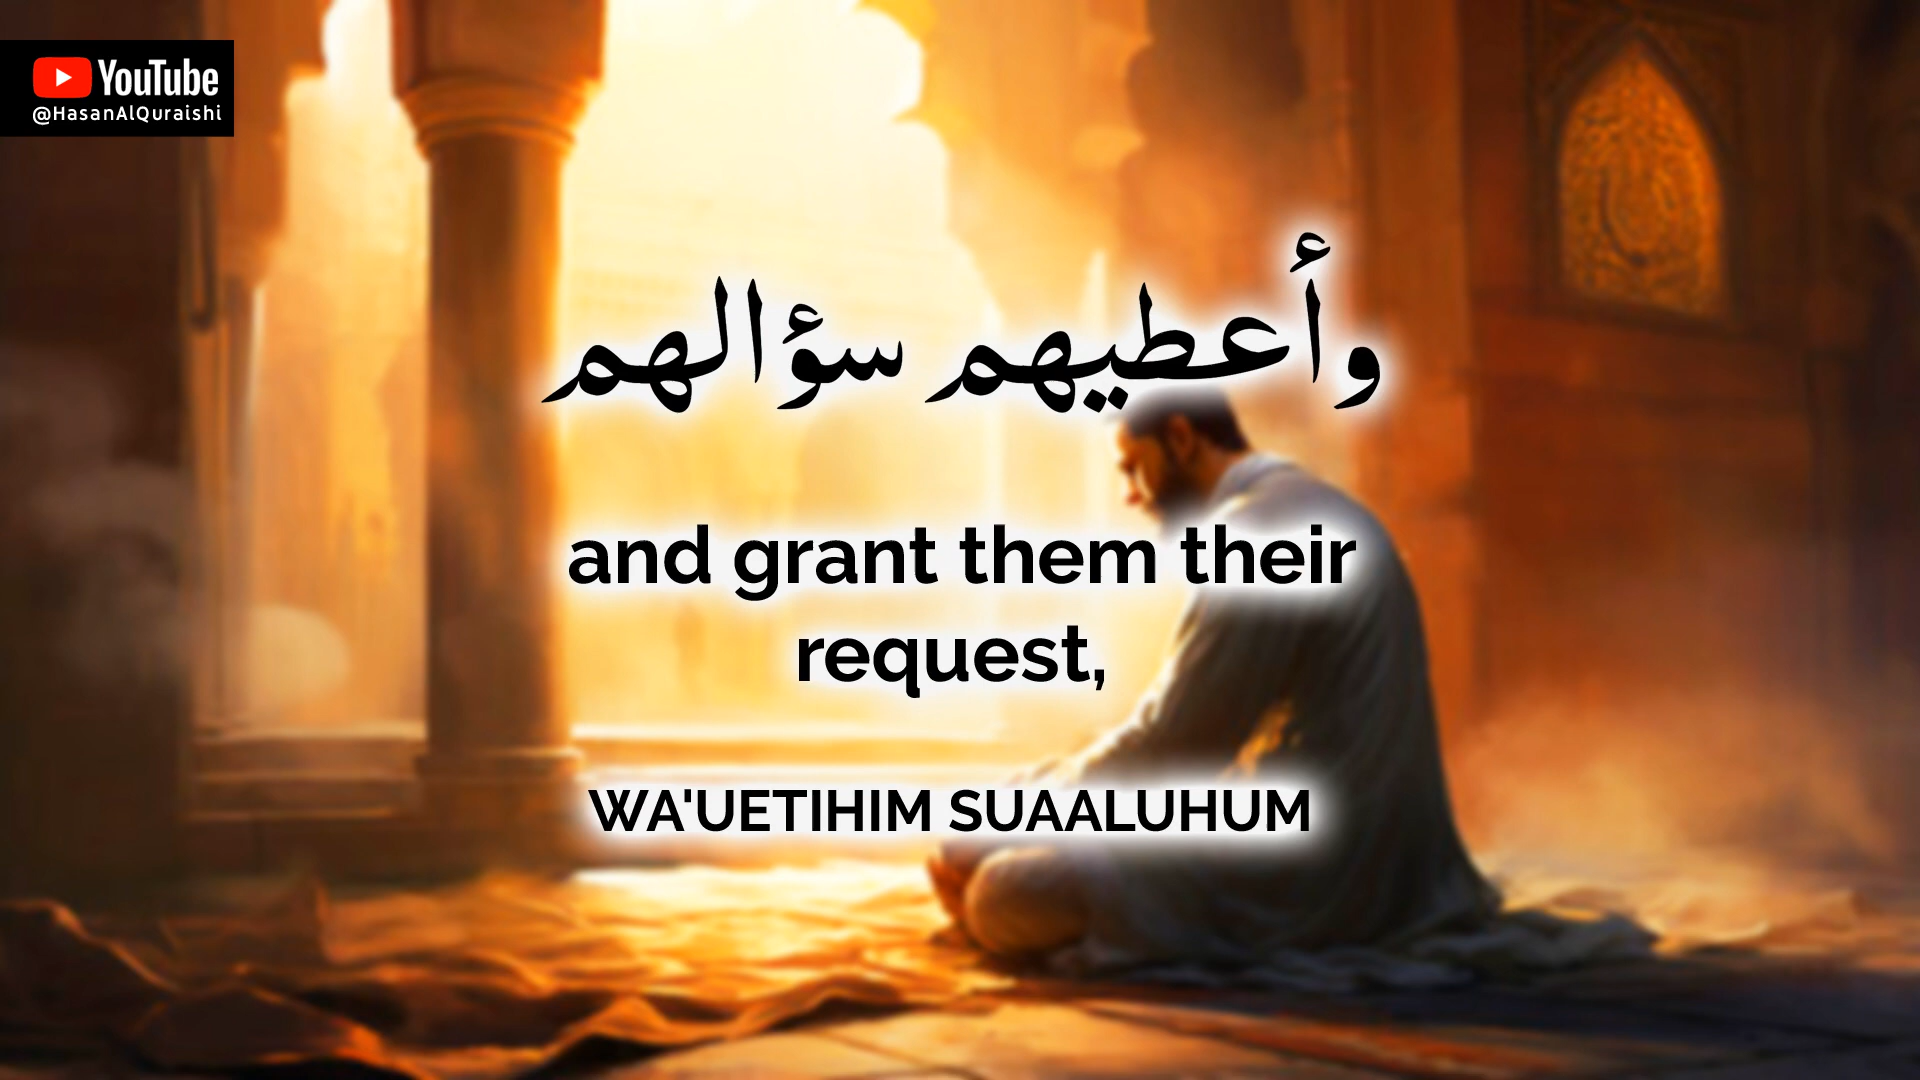 YouTube
@HasanAlQuraishi
وأعطيهم سؤالهم
and grant them their
request,
WA'UETIHIM SUAALUHUM